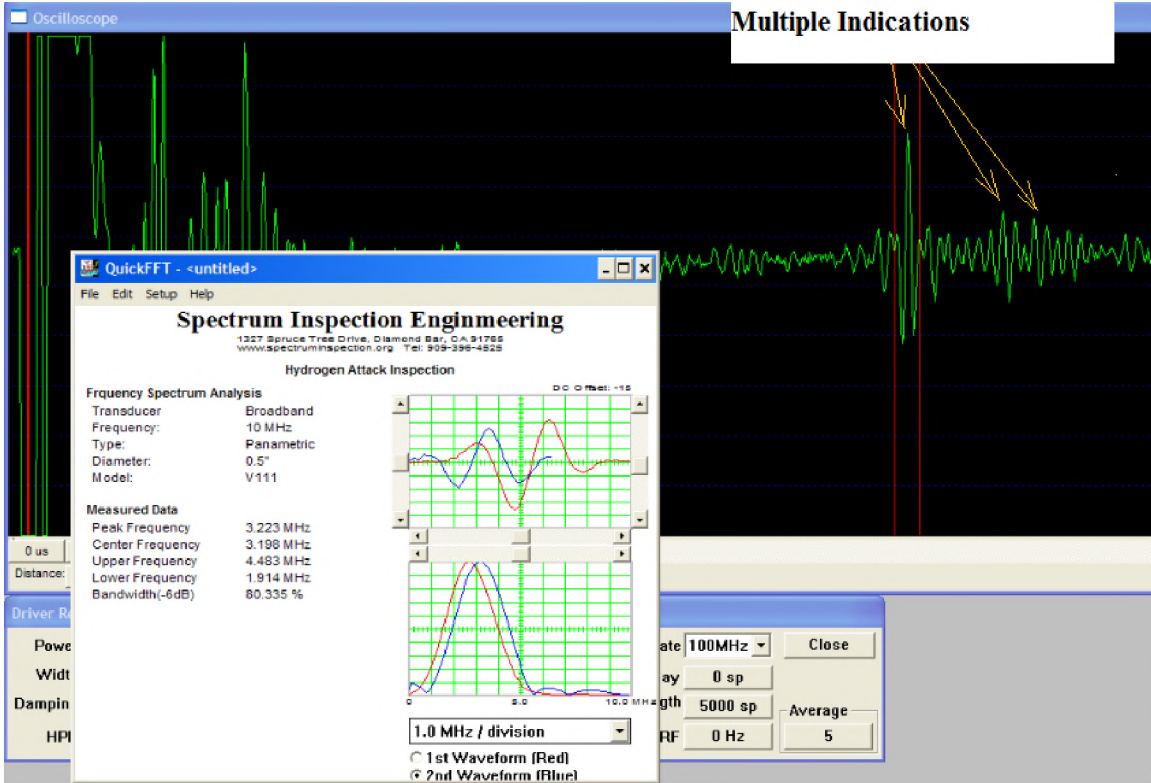 Oscilloscope
Multiple Indications
QuickFFT - <untitled>
File Edit Setup Help
Spectrum Inspection Enginmeering
1327 Spruce Tree Drive, Diamond Bar, CA 91765
www.spectruminspection.org Tel: 909-396-4525
Hydrogen Attack Inspection
Frquency Spectrum Analysis
DC Offset: -15
Transducer Broadband
Frequency: 10 MHz
Type: Panametric
Diameter: 0.5"
Model: V111
Measured Data
Peak Frequency 3.223 MHz
Center Frequency 3.198 MHz
Upper Frequency 4.483 MHz
Lower Frequency 1.914 MHz
Bandwidth(-6dB) 80.335 %
0 5.0 10.0 MHz
1.0 MHz / division
1st Waveform (Red)
2nd Waveform (Blue)
0 us
Distance:
Driver Re
Powe
Widt
Dampin
HPI
ate 100MHz
Close
ay 0 sp
gth 5000 sp
Average
RF 0 Hz
5